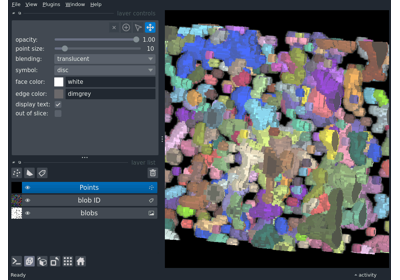 File View Plugins Window Help
layer controls
opacity: 1.00
point size: 10
blending: translucent
symbol: disc
face color: white
edge color: dimgrey
display text:
out of slice:
layer list
Points
blob ID
blobs
Ready
activity